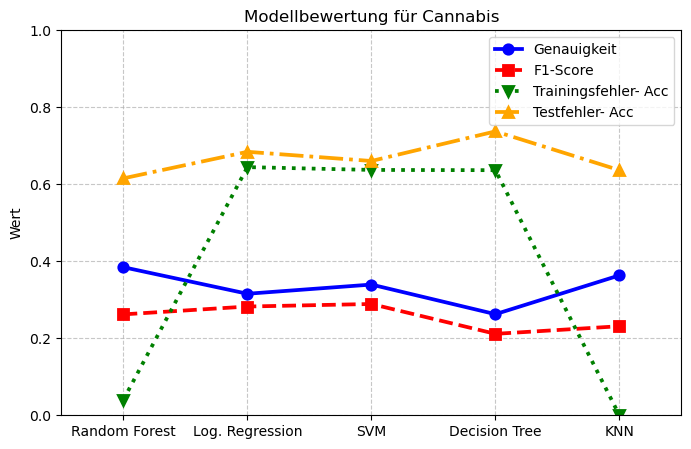 Modellbewertung für Cannabis
1.0
0.8
0.6
0.4
0.2
0.0
Wert
Genauigkeit
F1-Score
Trainingsfehler- Acc
Testfehler- Acc
Random Forest
Log. Regression
SVM
Decision Tree
KNN